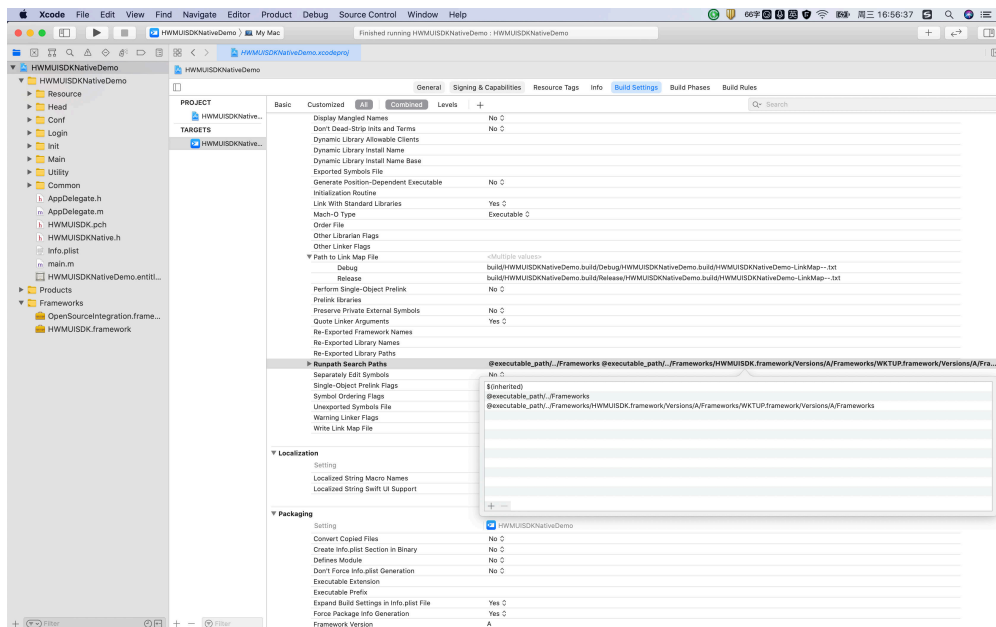 Xcode File Edit View Find Navigate Editor Product Debug Source Control Window Help 66字 周三 16:56:37
HWMUISDKNativeDemo My Mac Finished running HWMUISDKNativeDemo : HWMUISDKNativeDemo
HWMUISDKNativeDemo.xcodeproj
HWMUISDKNativeDemo
HWMUISDKNativeDemo
Resource
Head
Conf
Login
Init
Main
Utility
Common
AppDelegate.h
AppDelegate.m
HWMUISDK.pch
HWMUISDKNative.h
Info.plist
main.m
HWMUISDKNativeDemo.entitl...
Products
Frameworks
OpenSourceIntegration.frame...
HWMUISDK.framework
Filter
HWMUISDKNativeDemo
General Signing & Capabilities Resource Tags Info Build Settings Build Phases Build Rules
PROJECT
HWMUISDKNative...
TARGETS
HWMUISDKNative...
Filter
Basic Customized All Combined Levels + Search
Display Mangled Names No
Don't Dead-Strip Inits and Terms No
Dynamic Library Allowable Clients
Dynamic Library Install Name
Dynamic Library Install Name Base
Exported Symbols File
Generate Position-Dependent Executable No
Initialization Routine
Link With Standard Libraries Yes
Mach-O Type Executable
Order File
Other Librarian Flags
Other Linker Flags
Path to Link Map File <Multiple values>
Debug build/HWMUISDKNativeDemo.build/Debug/HWMUISDKNativeDemo.build/HWMUISDKNativeDemo-LinkMap--.txt
Release build/HWMUISDKNativeDemo.build/Release/HWMUISDKNativeDemo.build/HWMUISDKNativeDemo-LinkMap--.txt
Perform Single-Object Prelink No
Prelink libraries
Preserve Private External Symbols No
Quote Linker Arguments Yes
Re-Exported Framework Names
Re-Exported Library Names
Re-Exported Library Paths
Runpath Search Paths @executable_path/../Frameworks @executable_path/../Frameworks/HWMUISDK.framework/Versions/A/Frameworks/WKTUP.framework/Versions/A/Fra...
Separately Edit Symbols No
Single-Object Prelink Flags
Symbol Ordering Flags
Unexported Symbols File
Warning Linker Flags
Write Link Map File
$(inherited)
@executable_path/../Frameworks
@executable_path/../Frameworks/HWMUISDK.framework/Versions/A/Frameworks/WKTUP.framework/Versions/A/Frameworks
Localization
Setting
Localized String Macro Names
Localized String Swift UI Support
Packaging
Setting HWMUISDKNativeDemo
Convert Copied Files No
Create Info.plist Section in Binary No
Defines Module No
Don't Force Info.plist Generation No
Executable Extension
Executable Prefix
Expand Build Settings in Info.plist File Yes
Force Package Info Generation Yes
Framework Version A